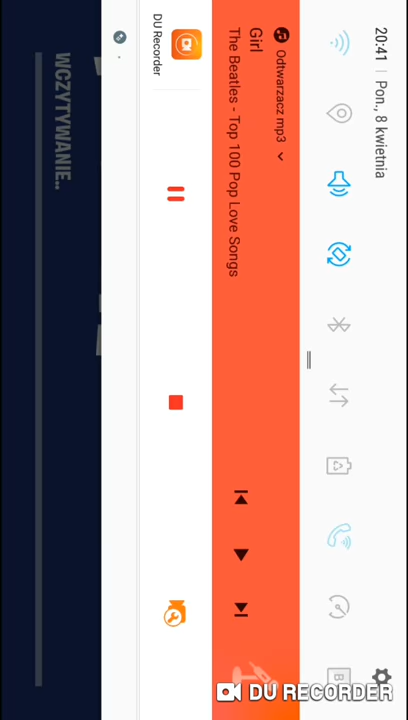 20:41 | Pon., 8 kwietnia
Odtwarzacz mp3
Girl
The Beatles - Top 100 Pop Love Songs
DU Recorder
WCZYTYWANIE..
DU RECORDER